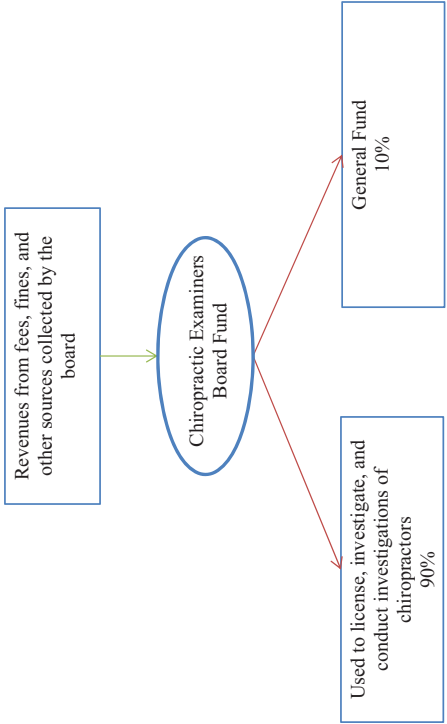 Revenues from fees, fines, and
other sources collected by the
board
Chiropractic Examiners
Board Fund
Used to license, investigate, and
conduct investigations of
chiropractors
90%
General Fund
10%